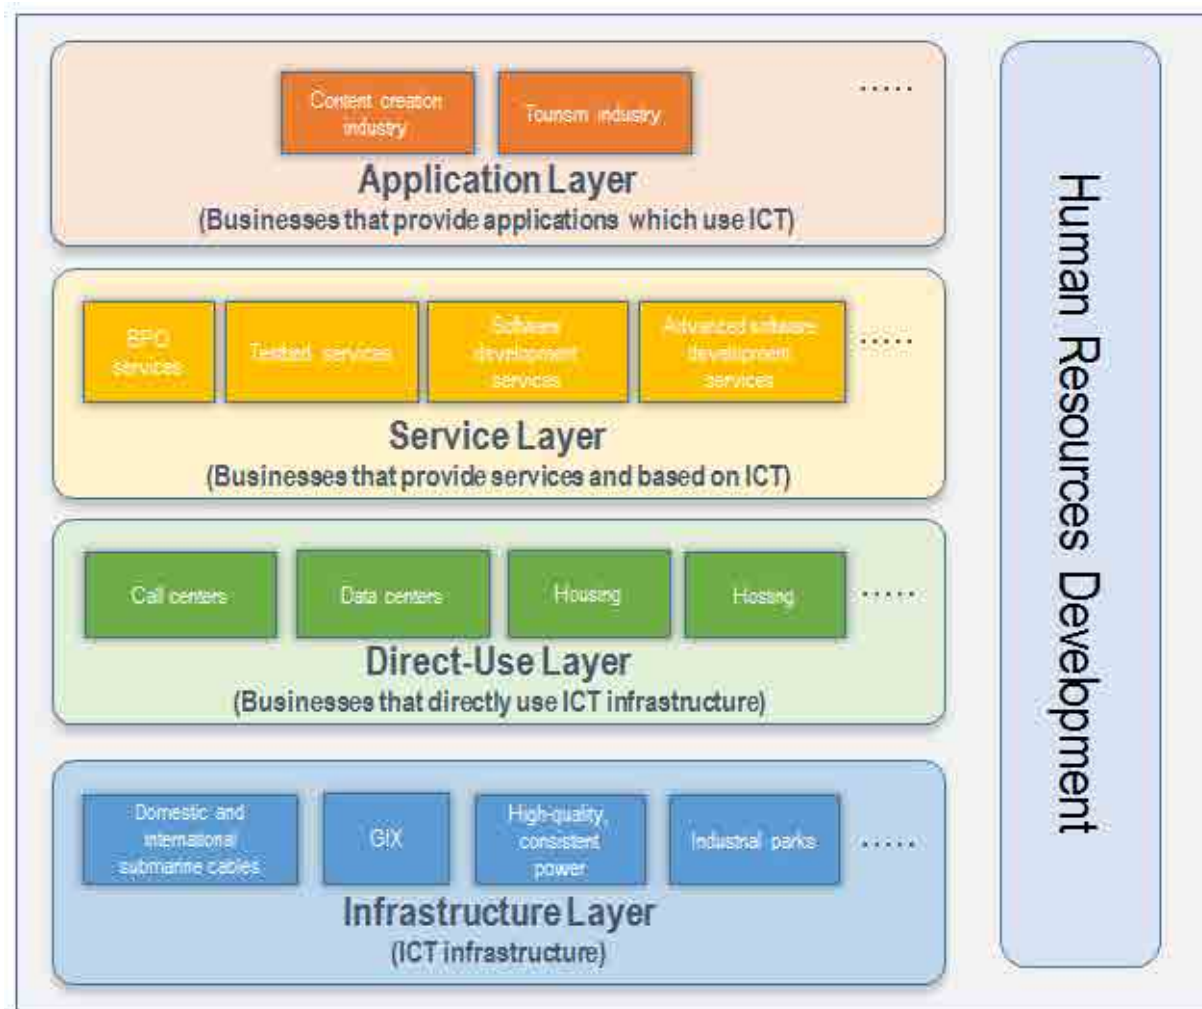 Content creation
industry
Tourism industry
.....
Application Layer
(Businesses that provide applications which use ICT)
BPO
services
Testbed services
Software
development
services
Advanced software
development
services
.....
Service Layer
(Businesses that provide services and based on ICT)
Call centers
Data centers
Housing
Hosting
.....
Direct-Use Layer
(Businesses that directly use ICT infrastructure)
Domestic and
international
submarine cables
GIX
High-quality,
consistent
power
Industrial parks
.....
Infrastructure Layer
(ICT infrastructure)
Human Resources Development